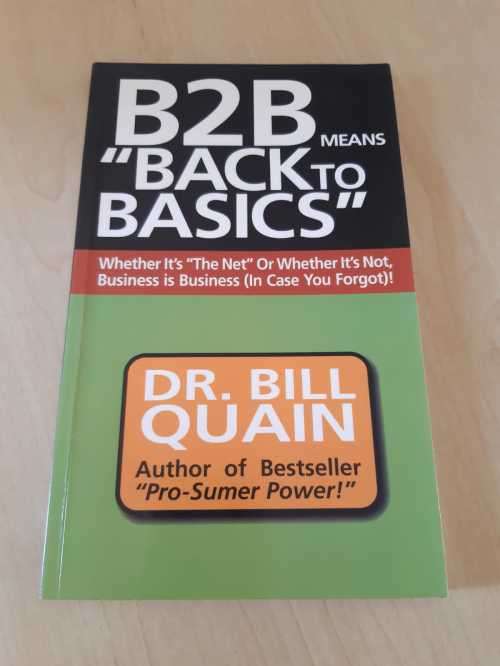 B2B MEANS
"BACK TO
BASICS"
Whether It's "The Net" Or Whether It's Not,
Business is Business (In Case You Forgot)!
DR. BILL
QUAIN
Author of Bestseller
"Pro-Sumer Power!"